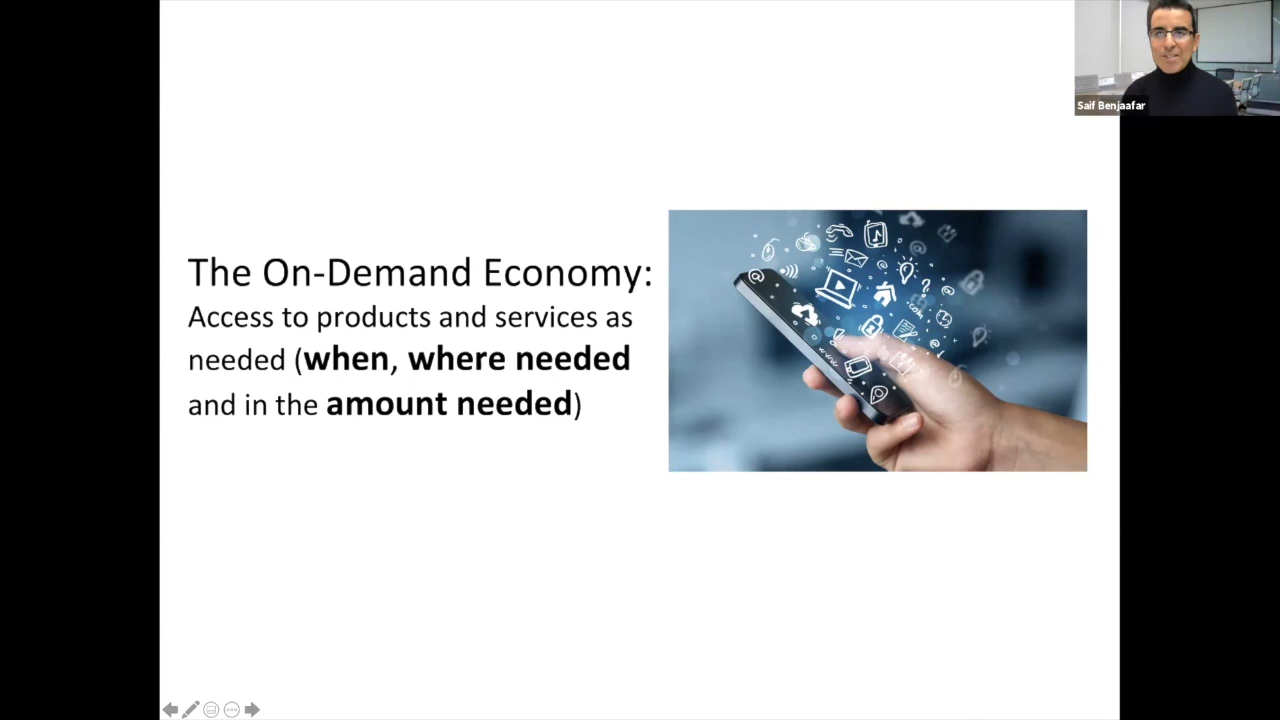 Saif Benjaafar
The On-Demand Economy:
Access to products and services as
needed (when, where needed
and in the amount needed)